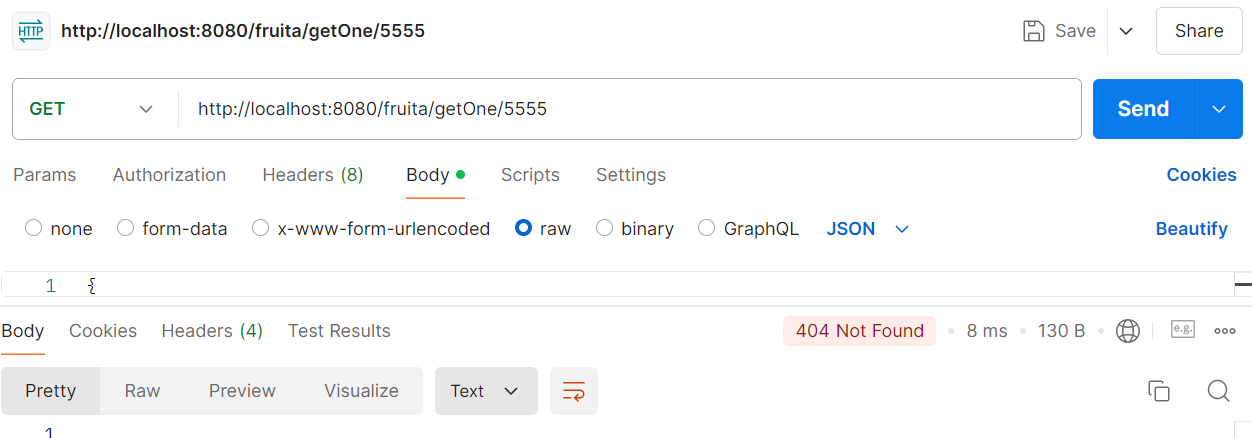 HTTP http://localhost:8080/fruita/getOne/5555 Save Share
GET http://localhost:8080/fruita/getOne/5555 Send
Params Authorization Headers (8) Body Scripts Settings Cookies
none form-data x-www-form-urlencoded raw binary GraphQL JSON Beautify
1 {
Body Cookies Headers (4) Test Results 404 Not Found 8 ms 130 B e.g.
Pretty Raw Preview Visualize Text
1